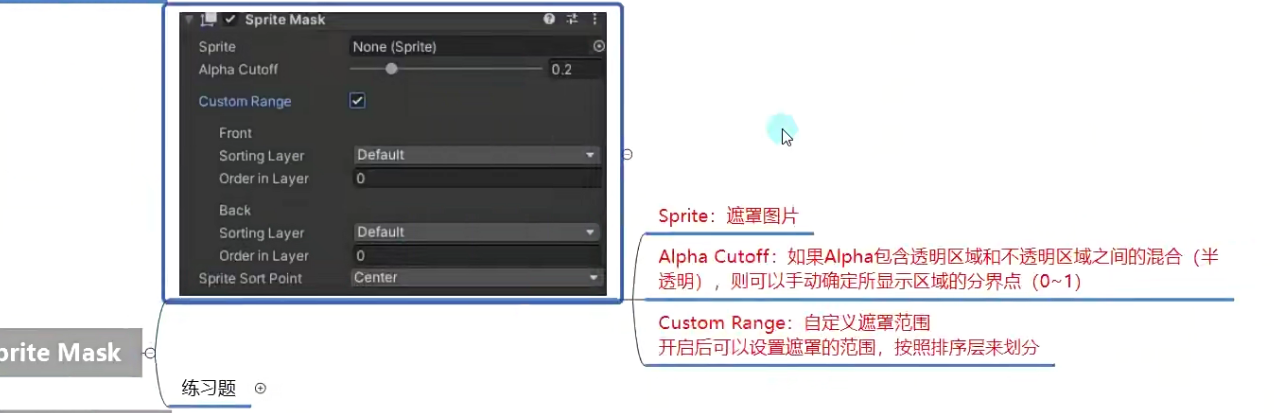 Sprite Mask
Sprite
None (Sprite)
Alpha Cutoff
0.2
Custom Range
Front
Sorting Layer
Default
Order in Layer
0
Back
Sorting Layer
Default
Order in Layer
0
Sprite Sort Point
Center
Sprite：遮罩图片
Alpha Cutoff：如果Alpha包含透明区域和不透明区域之间的混合（半
透明），则可以手动确定所显示区域的分界点（0~1）
Custom Range：自定义遮罩范围
开启后可以设置遮罩的范围，按照排序层来划分
prite Mask
练习题